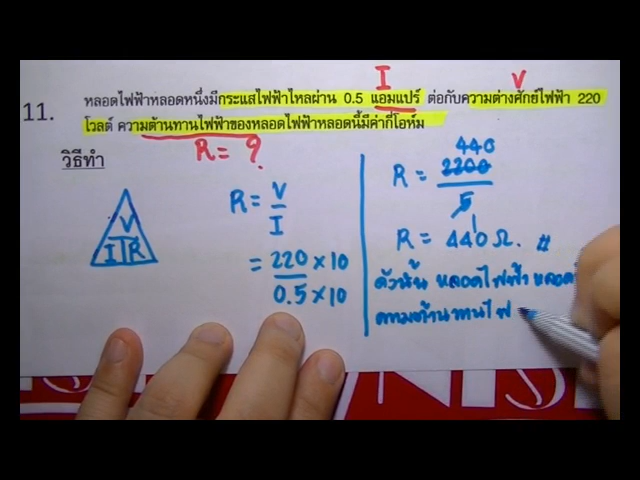 I V
11. หลอดไฟฟ้าหลอดหนึ่งมีกระแสไฟฟ้าไหลผ่าน 0.5 แอมแปร์ ต่อกับความต่างศักย์ไฟฟ้า 220
โวลต์ ความต้านทานไฟฟ้าของหลอดไฟฟ้าหลอดนี้มีค่ากี่โอห์ม
R = ?
วิธีทำ
V
I R
R = V
I
= 220 × 10
0.5 × 10
440
R = 2200
5
1
R = 440 Ω. #
ดังนั้น หลอดไฟฟ้า หลอด
ความต้านทานไฟ